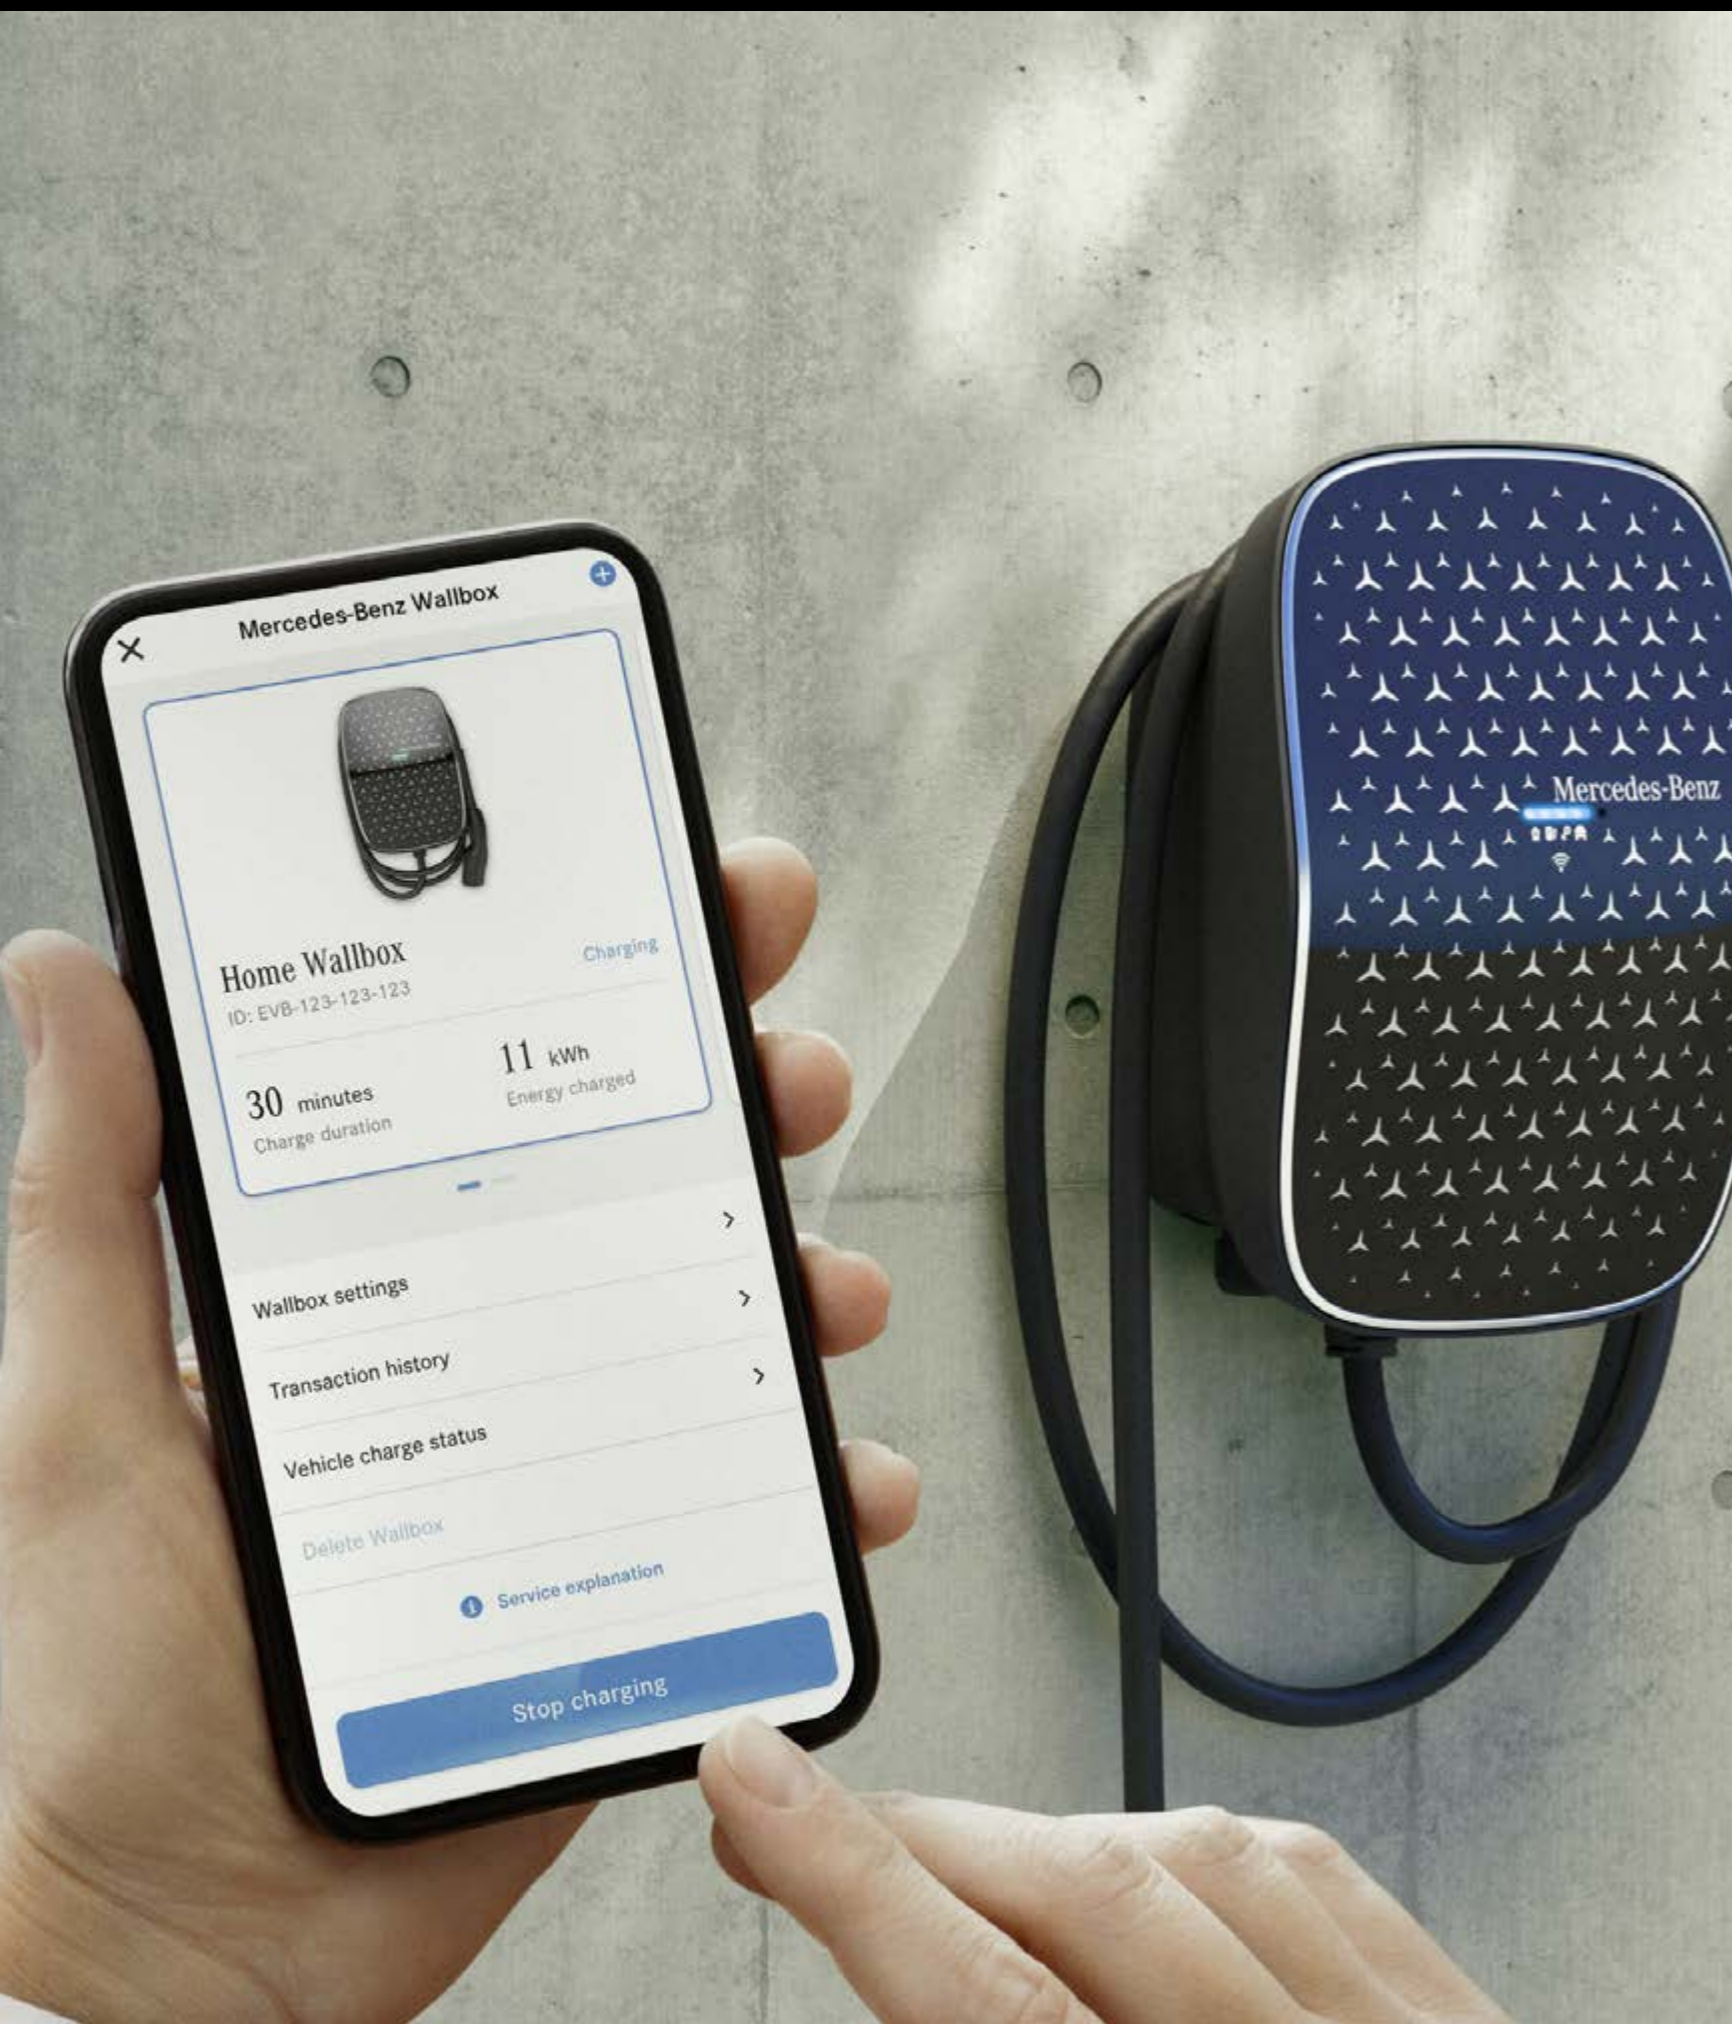 Mercedes-Benz Wallbox
Home Wallbox
Charging
ID: EVB-123-123-123
30 minutes
11 kWh
Charge duration
Energy charged
Wallbox settings
Transaction history
Vehicle charge status
Delete Wallbox
Service explanation
Stop charging
Mercedes-Benz